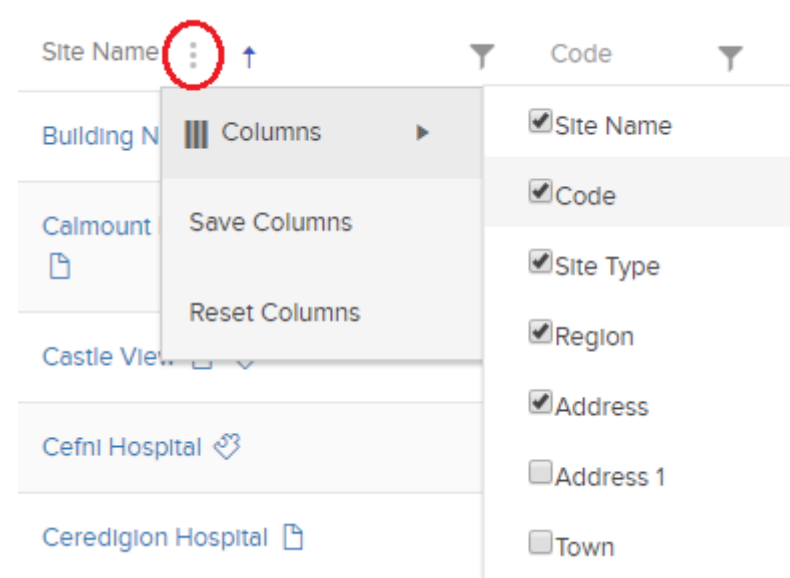 Site Name
Code
Building N
Columns
Site Name
Code
Calmount
Save Columns
Site Type
Reset Columns
Region
Castle View
Address
Cefni Hospital
Address 1
Ceredigion Hospital
Town